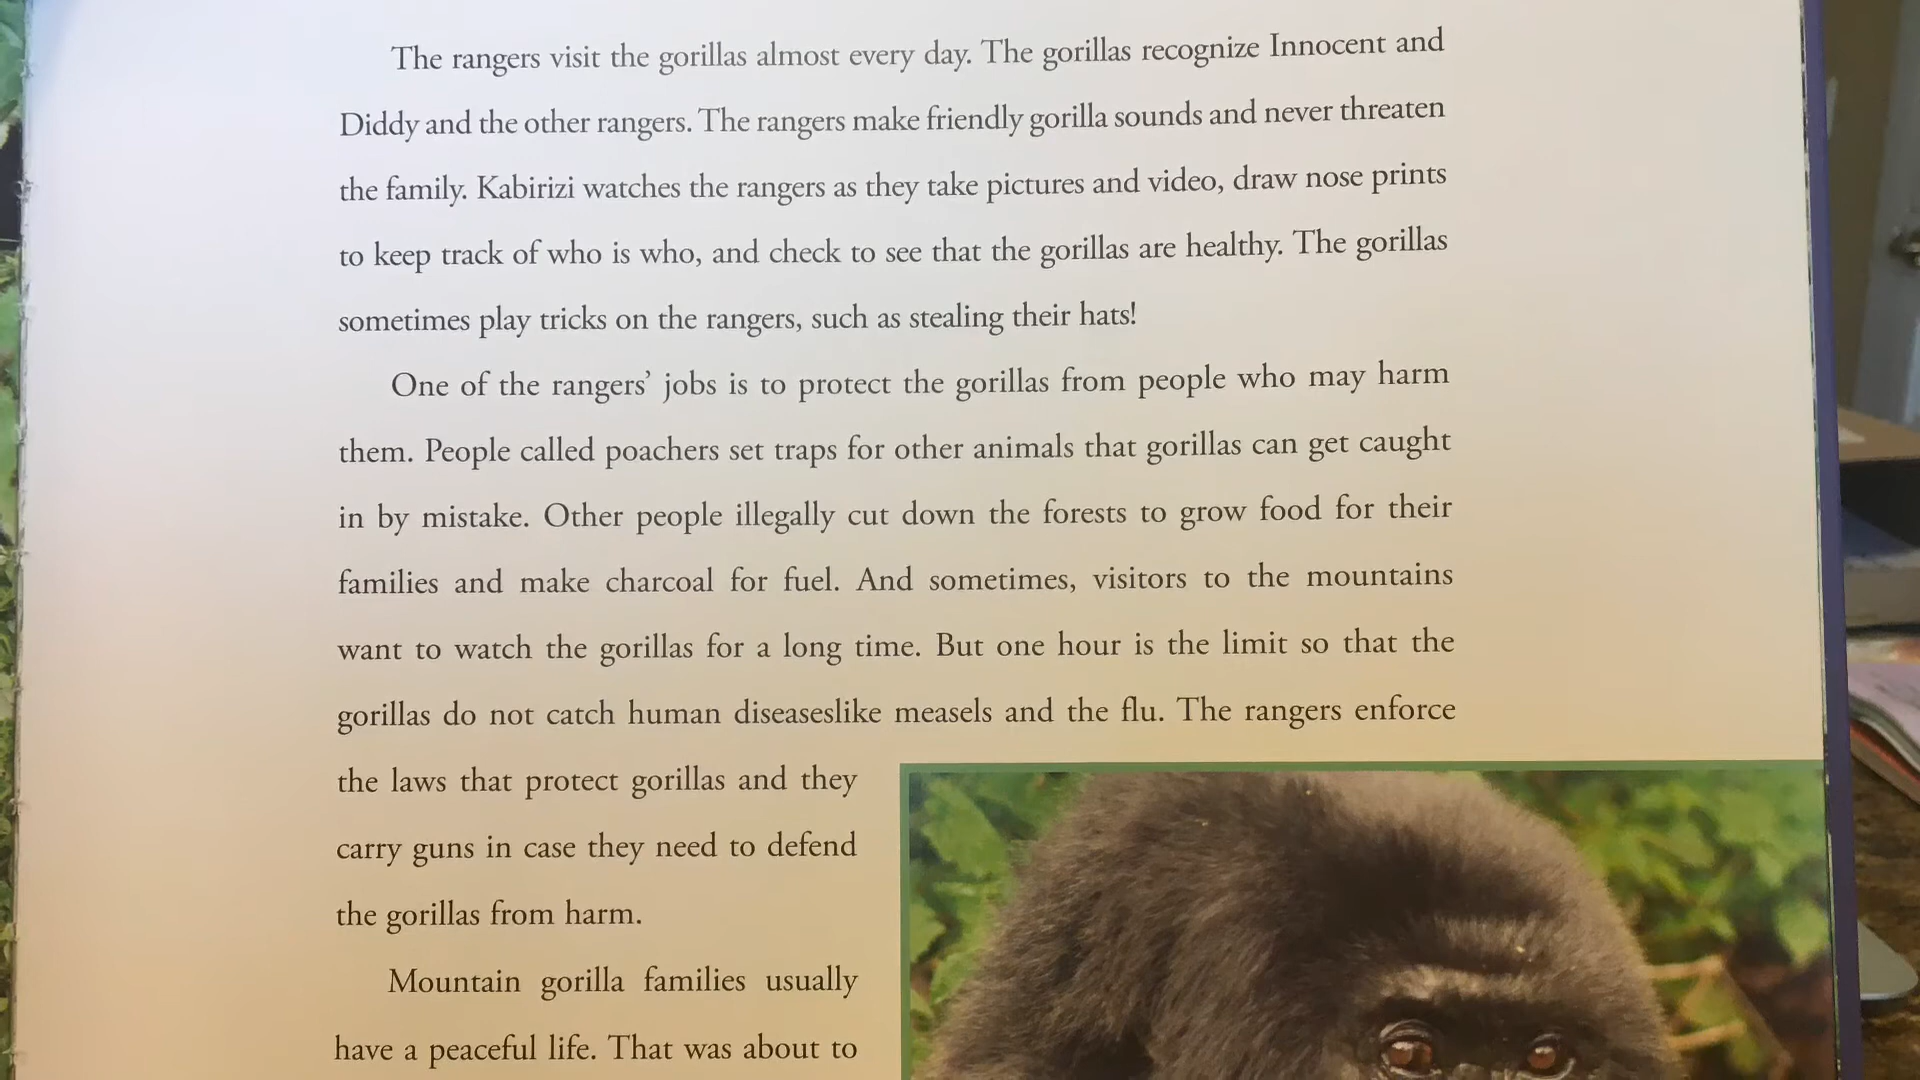 The rangers visit the gorillas almost every day. The gorillas recognize Innocent and
Diddy and the other rangers. The rangers make friendly gorilla sounds and never threaten
the family. Kabirizi watches the rangers as they take pictures and video, draw nose prints
to keep track of who is who, and check to see that the gorillas are healthy. The gorillas
sometimes play tricks on the rangers, such as stealing their hats!
One of the rangers’ jobs is to protect the gorillas from people who may harm
them. People called poachers set traps for other animals that gorillas can get caught
in by mistake. Other people illegally cut down the forests to grow food for their
families and make charcoal for fuel. And sometimes, visitors to the mountains
want to watch the gorillas for a long time. But one hour is the limit so that the
gorillas do not catch human diseaseslike measels and the flu. The rangers enforce
the laws that protect gorillas and they
carry guns in case they need to defend
the gorillas from harm.
Mountain gorilla families usually
have a peaceful life. That was about to